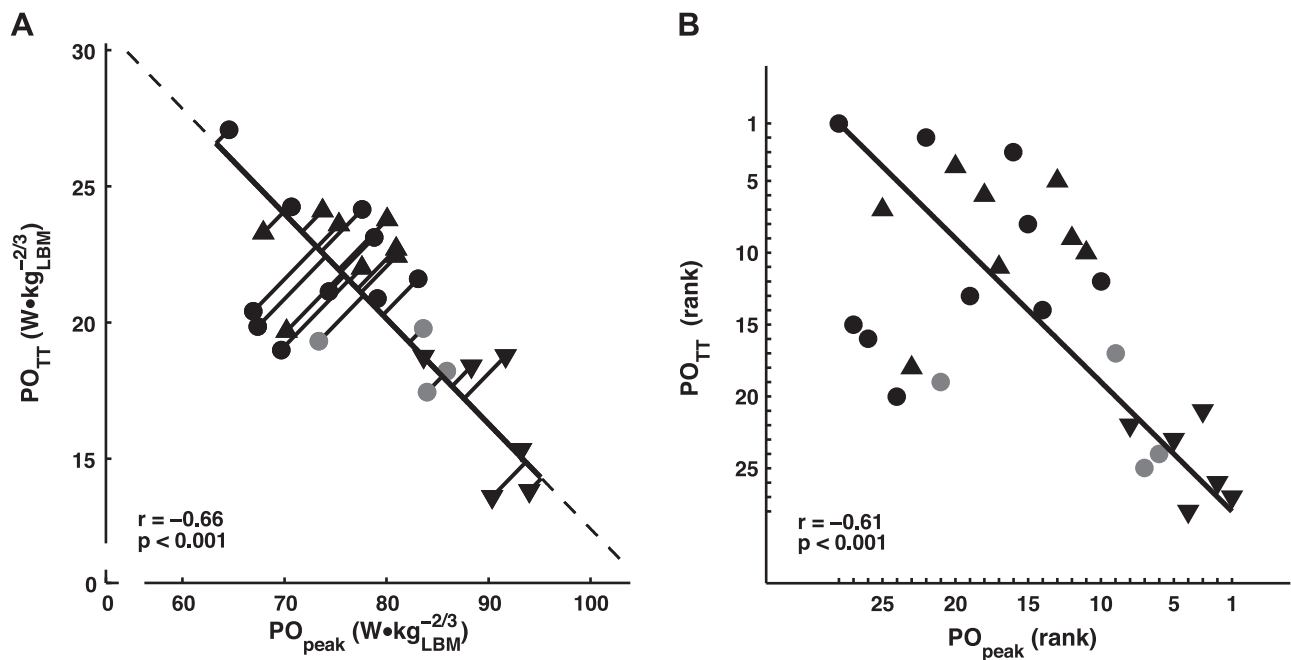 A
30
25
20
15
0
0 60 70 80 90 100
PO_TT (W•kg_LBM^−2/3)
PO_peak (W•kg_LBM^−2/3)
r = −0.66
p < 0.001
B
1
5
10
15
20
25
25 20 15 10 5 1
PO_TT (rank)
PO_peak (rank)
r = −0.61
p < 0.001